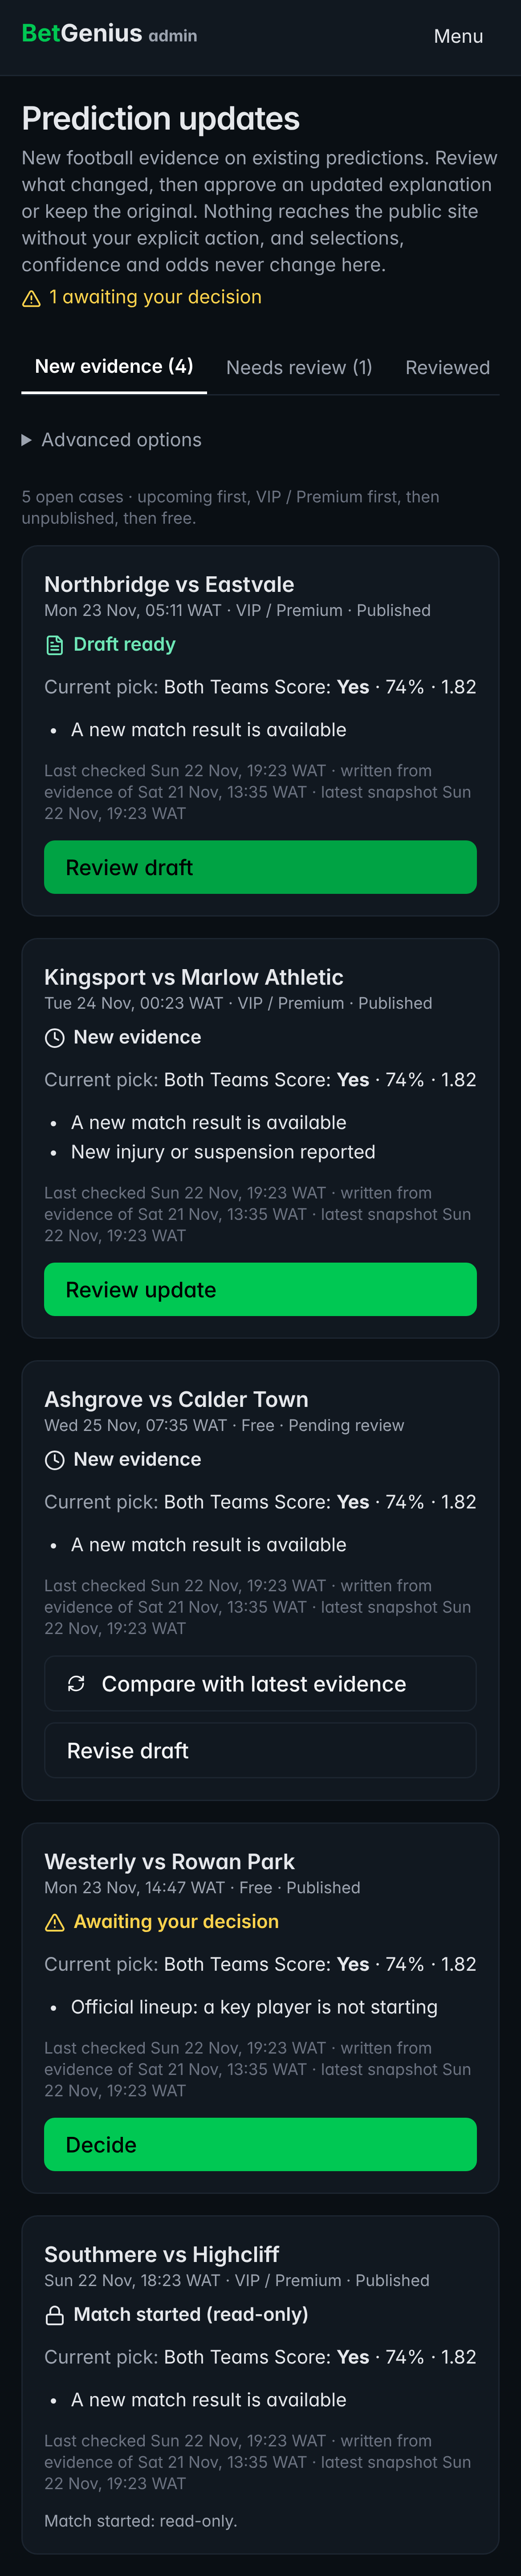 BetGenius admin
Menu
Prediction updates
New football evidence on existing predictions. Review
what changed, then approve an updated explanation
or keep the original. Nothing reaches the public site
without your explicit action, and selections,
confidence and odds never change here.
1 awaiting your decision
New evidence (4)
Needs review (1)
Reviewed
Advanced options
5 open cases · upcoming first, VIP / Premium first, then
unpublished, then free.
Northbridge vs Eastvale
Mon 23 Nov, 05:11 WAT · VIP / Premium · Published
Draft ready
Current pick: Both Teams Score: Yes · 74% · 1.82
• A new match result is available
Last checked Sun 22 Nov, 19:23 WAT · written from
evidence of Sat 21 Nov, 13:35 WAT · latest snapshot Sun
22 Nov, 19:23 WAT
Review draft
Kingsport vs Marlow Athletic
Tue 24 Nov, 00:23 WAT · VIP / Premium · Published
New evidence
Current pick: Both Teams Score: Yes · 74% · 1.82
• A new match result is available
• New injury or suspension reported
Last checked Sun 22 Nov, 19:23 WAT · written from
evidence of Sat 21 Nov, 13:35 WAT · latest snapshot Sun
22 Nov, 19:23 WAT
Review update
Ashgrove vs Calder Town
Wed 25 Nov, 07:35 WAT · Free · Pending review
New evidence
Current pick: Both Teams Score: Yes · 74% · 1.82
• A new match result is available
Last checked Sun 22 Nov, 19:23 WAT · written from
evidence of Sat 21 Nov, 13:35 WAT · latest snapshot Sun
22 Nov, 19:23 WAT
Compare with latest evidence
Revise draft
Westerly vs Rowan Park
Mon 23 Nov, 14:47 WAT · Free · Published
Awaiting your decision
Current pick: Both Teams Score: Yes · 74% · 1.82
• Official lineup: a key player is not starting
Last checked Sun 22 Nov, 19:23 WAT · written from
evidence of Sat 21 Nov, 13:35 WAT · latest snapshot Sun
22 Nov, 19:23 WAT
Decide
Southmere vs Highcliff
Sun 22 Nov, 18:23 WAT · VIP / Premium · Published
Match started (read-only)
Current pick: Both Teams Score: Yes · 74% · 1.82
• A new match result is available
Last checked Sun 22 Nov, 19:23 WAT · written from
evidence of Sat 21 Nov, 13:35 WAT · latest snapshot Sun
22 Nov, 19:23 WAT
Match started: read-only.